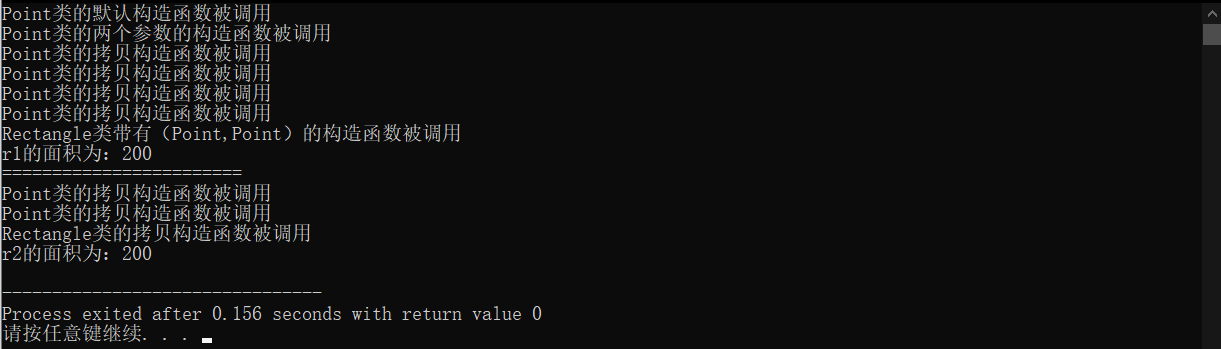 Point类的默认构造函数被调用
Point类的两个参数的构造函数被调用
Point类的拷贝构造函数被调用
Point类的拷贝构造函数被调用
Point类的拷贝构造函数被调用
Point类的拷贝构造函数被调用
Rectangle类带有（Point,Point）的构造函数被调用
r1的面积为：200
========================
Point类的拷贝构造函数被调用
Point类的拷贝构造函数被调用
Rectangle类的拷贝构造函数被调用
r2的面积为：200
--------------------------------
Process exited after 0.156 seconds with return value 0
请按任意键继续. . .